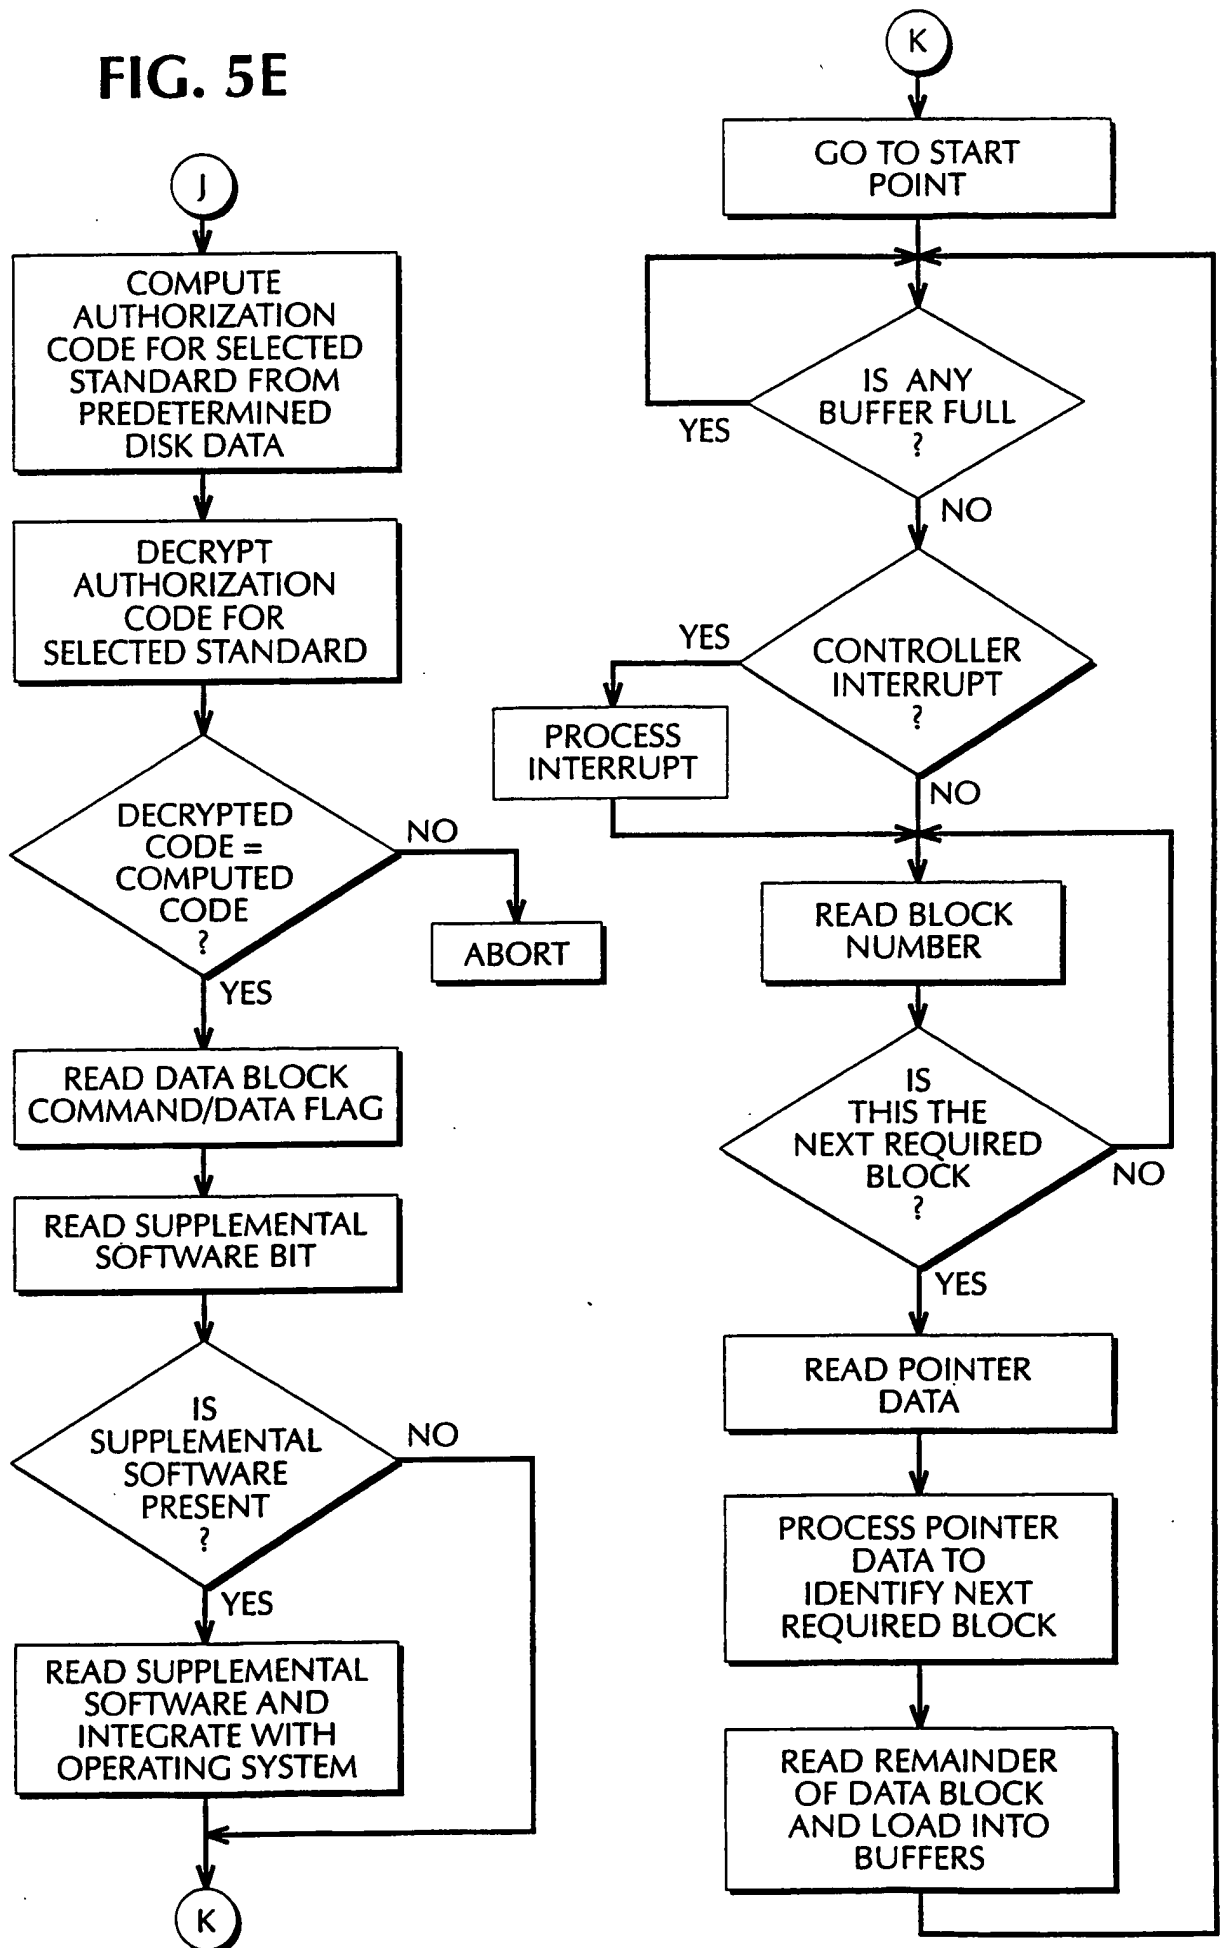 FIG. 5E
J
COMPUTE
AUTHORIZATION
CODE FOR SELECTED
STANDARD FROM
PREDETERMINED
DISK DATA
DECRYPT
AUTHORIZATION
CODE FOR
SELECTED STANDARD
DECRYPTED
CODE =
COMPUTED
CODE
?
NO
ABORT
YES
READ DATA BLOCK
COMMAND/DATA FLAG
READ SUPPLEMENTAL
SOFTWARE BIT
IS
SUPPLEMENTAL
SOFTWARE
PRESENT
?
NO
YES
READ SUPPLEMENTAL
SOFTWARE AND
INTEGRATE WITH
OPERATING SYSTEM
K
K
GO TO START
POINT
IS ANY
BUFFER FULL
?
YES
NO
CONTROLLER
INTERRUPT
?
YES
PROCESS
INTERRUPT
NO
READ BLOCK
NUMBER
IS
THIS THE
NEXT REQUIRED
BLOCK
?
NO
YES
READ POINTER
DATA
PROCESS POINTER
DATA TO
IDENTIFY NEXT
REQUIRED BLOCK
READ REMAINDER
OF DATA BLOCK
AND LOAD INTO
BUFFERS